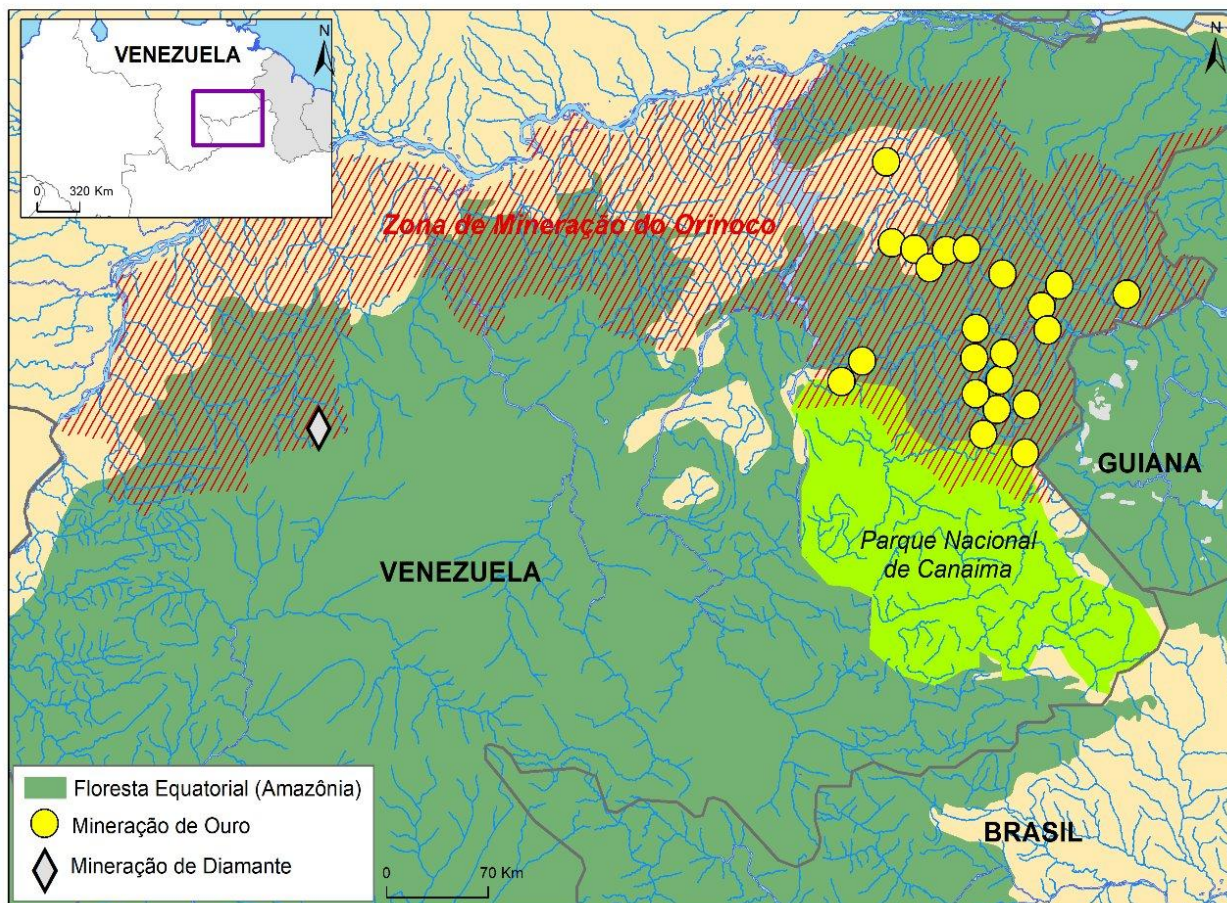 VENEZUELA
N
0 320 Km
N
Zona de Mineração do Orinoco
GUIANA
Parque Nacional
de Canaima
VENEZUELA
BRASIL
Floresta Equatorial (Amazônia)
Mineração de Ouro
Mineração de Diamante
0 70 Km